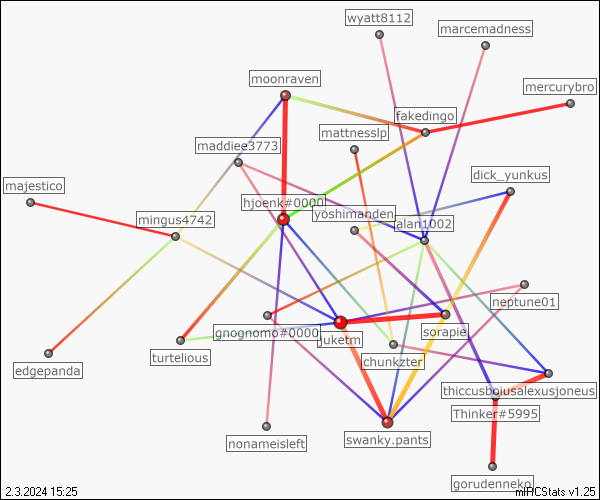 wyatt8112
marcemadness
moonraven
mercurybro
fakedingo
mattnesslp
maddiee3773
dick_yunkus
majestico
hjoenk#0000
yoshimanden
mingus4742
alan1002
neptune01
gnognomo#0000
sorapie
juketm
turtelious
chunkzter
edgepanda
thiccusboiusalexusjoneus
Thinker#5995
nonameisleft
swanky.pants
gorudenneko
2.3.2024 15:25
mIRCStats v1.25